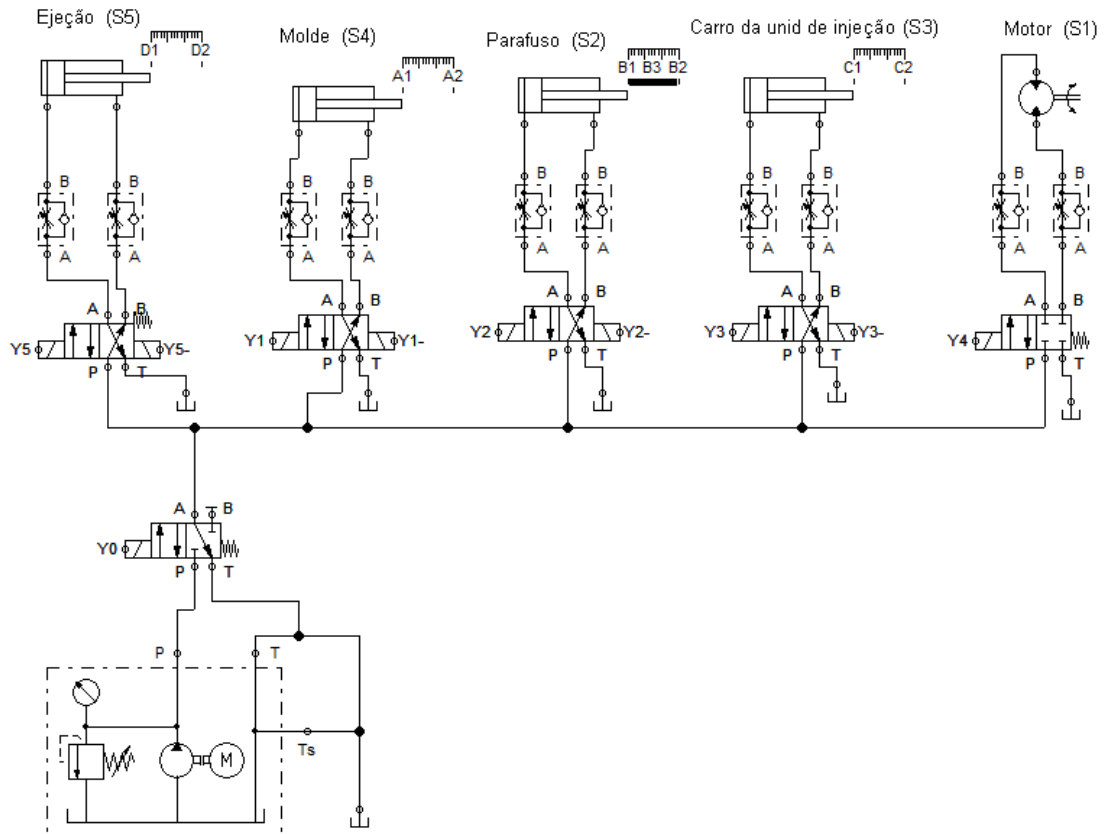 Ejeção (S5)
D1 D2
Molde (S4)
A1 A2
Parafuso (S2)
B1 B3 B2
Carro da unid de injeção (S3)
C1 C2
Motor (S1)
B B B B B B B B B B
A A A A A A A A A A
A B A B A B A B A B
Y5 Y5- Y1 Y1- Y2 Y2- Y3 Y3- Y4
P T P T P T P T P T
A B
Y0
P T
P T
M
Ts